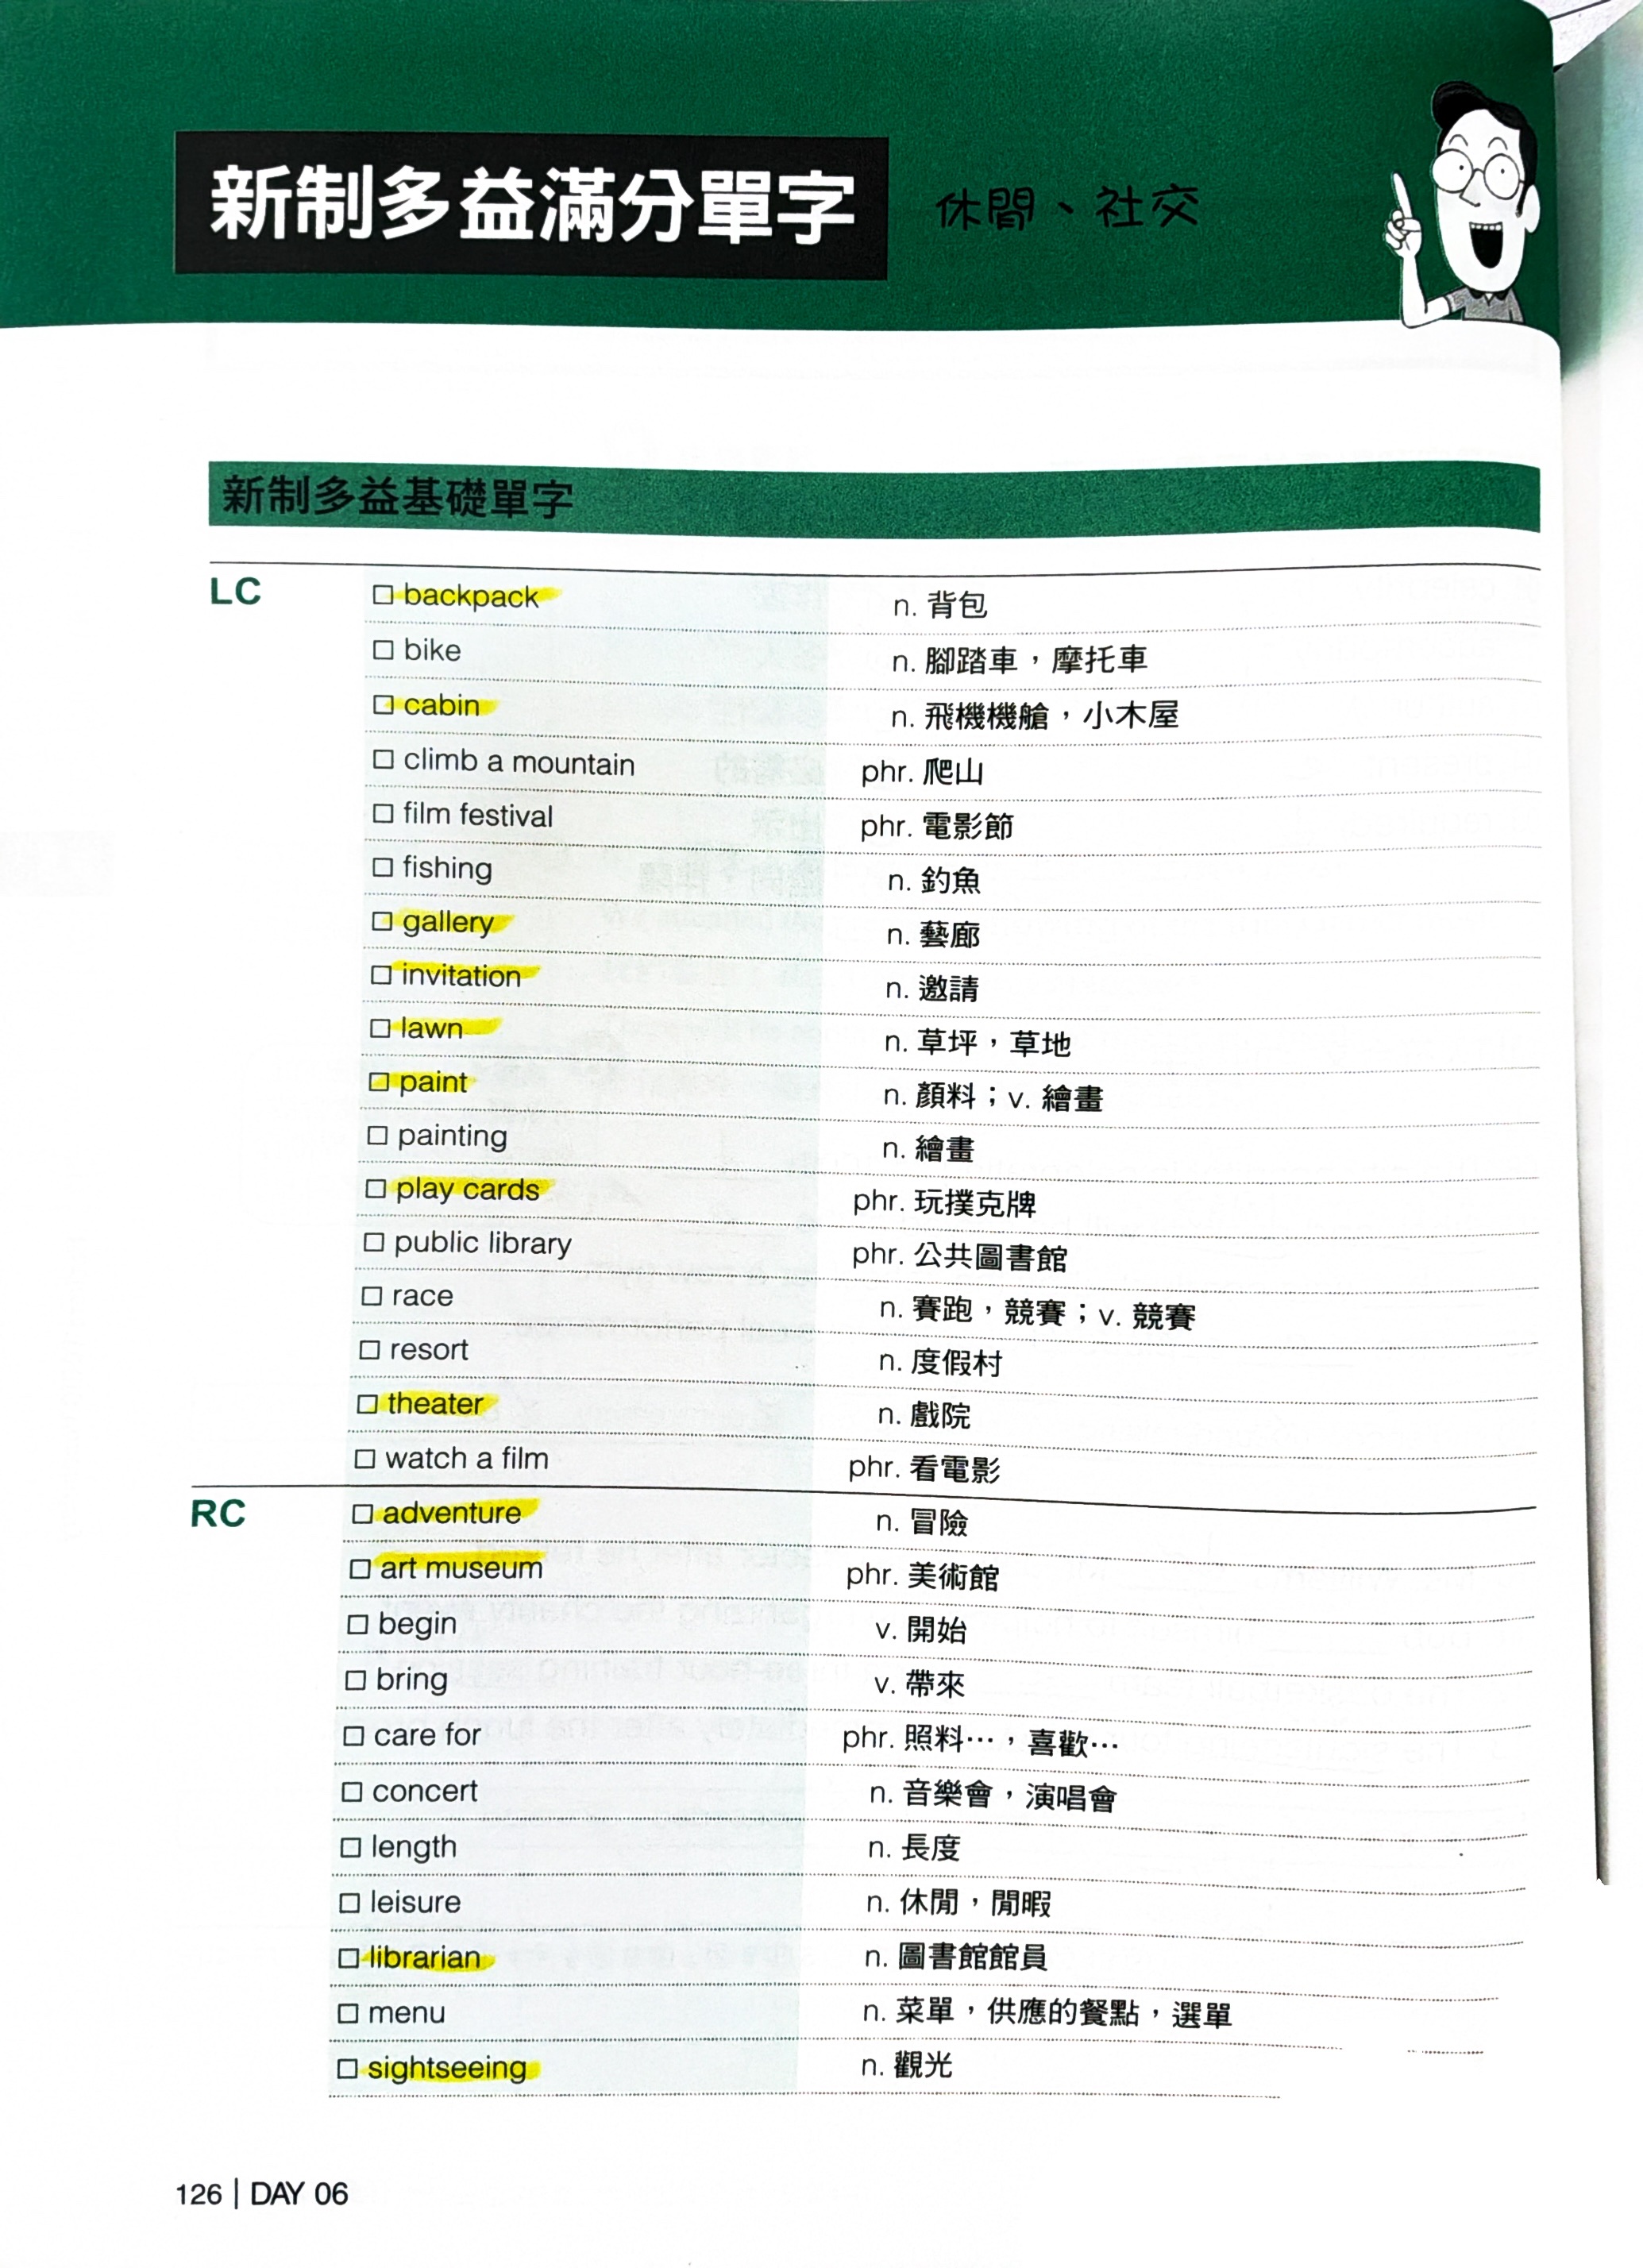 新制多益滿分單字 休閒、社交
新制多益基礎單字
LC
□ backpack n. 背包
□ bike n. 腳踏車，摩托車
□ cabin n. 飛機機艙，小木屋
□ climb a mountain phr. 爬山
□ film festival phr. 電影節
□ fishing n. 釣魚
□ gallery n. 藝廊
□ invitation n. 邀請
□ lawn n. 草坪，草地
□ paint n. 顏料；v. 繪畫
□ painting n. 繪畫
□ play cards phr. 玩撲克牌
□ public library phr. 公共圖書館
□ race n. 賽跑，競賽；v. 競賽
□ resort n. 度假村
□ theater n. 戲院
□ watch a film phr. 看電影
RC
□ adventure n. 冒險
□ art museum phr. 美術館
□ begin v. 開始
□ bring v. 帶來
□ care for phr. 照料…，喜歡…
□ concert n. 音樂會，演唱會
□ length n. 長度
□ leisure n. 休閒，閒暇
□ librarian n. 圖書館館員
□ menu n. 菜單，供應的餐點，選單
□ sightseeing n. 觀光
126 | DAY 06